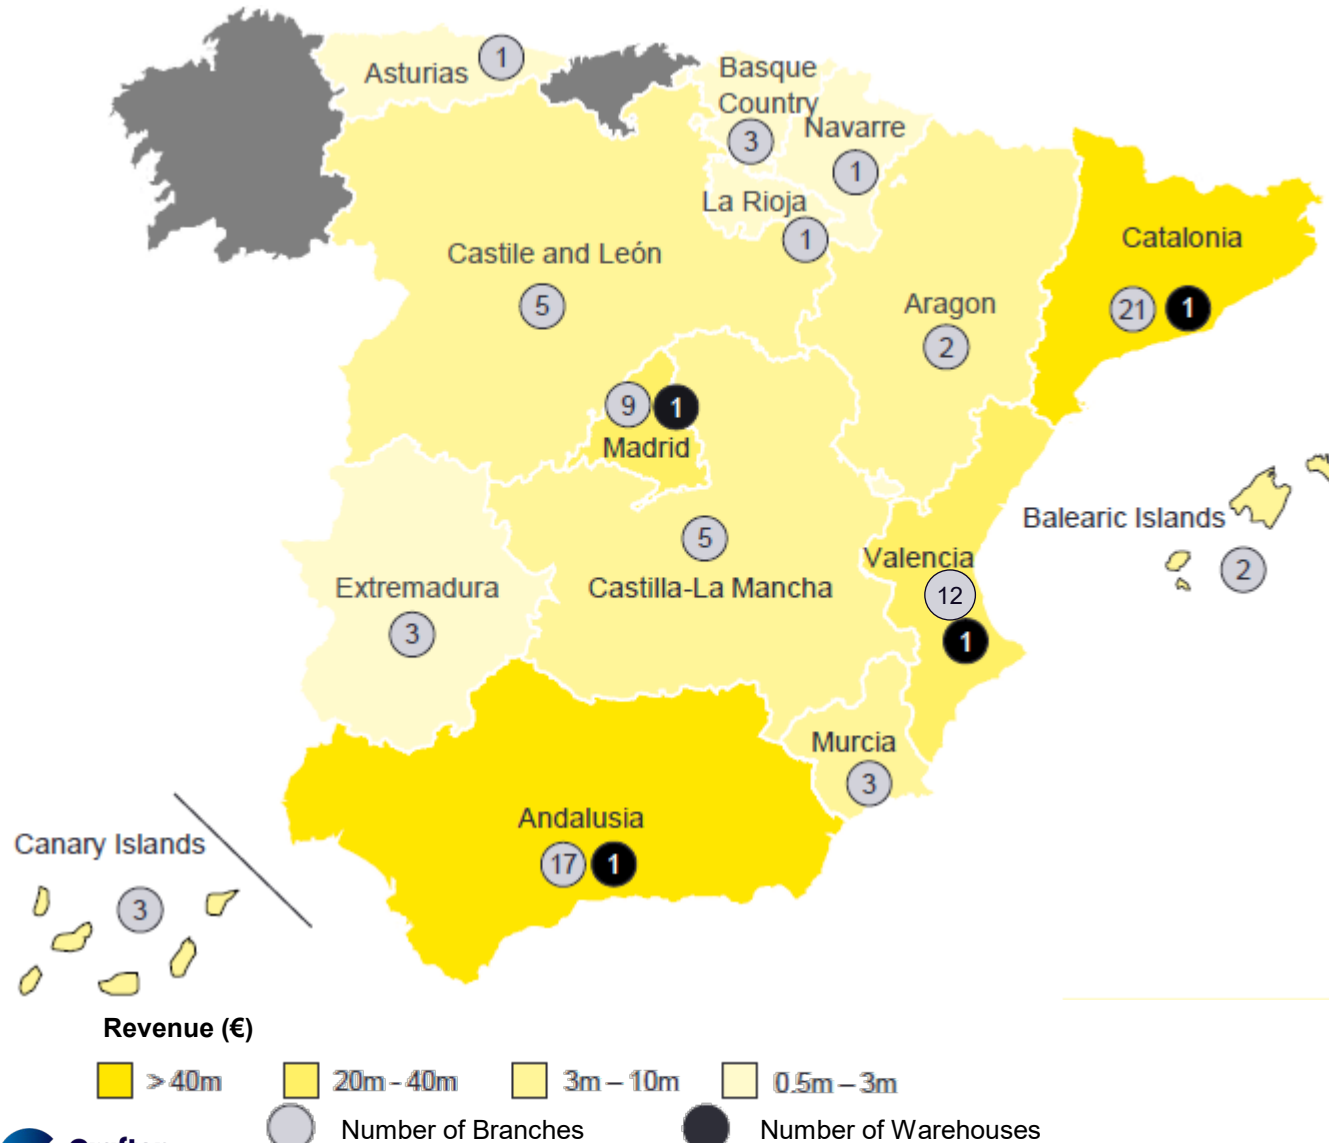 Asturias
1
Basque
Country
3
Navarre
1
La Rioja
1
Castile and León
5
Catalonia
21 1
Aragon
2
9 1
Madrid
Balearic Islands
2
5
Castilla-La Mancha
Valencia
12
1
Extremadura
3
Murcia
3
Andalusia
17 1
Canary Islands
3
Revenue (€)
>40m 20m - 40m 3m – 10m 0.5m – 3m
Number of Branches Number of Warehouses